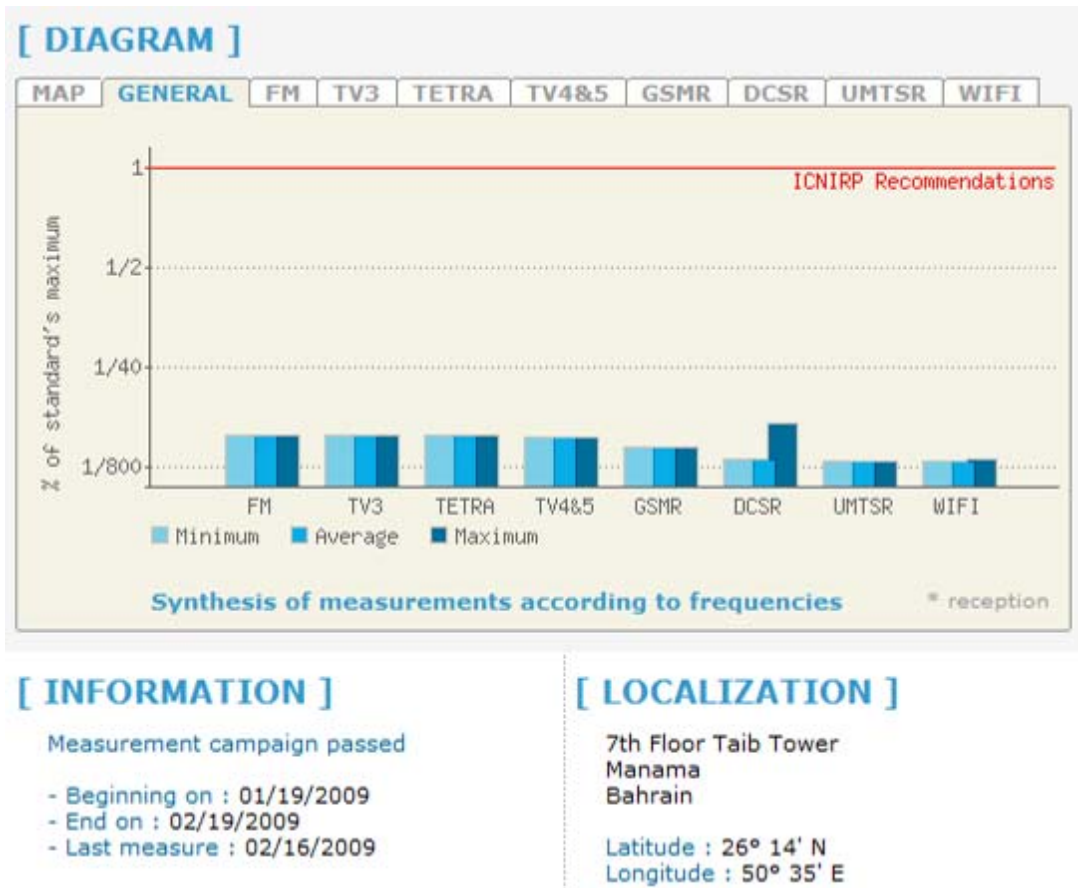 [ DIAGRAM ]
MAP GENERAL FM TV3 TETRA TV4&5 GSMR DCSR UMTSR WIFI
% of standard's maximum
1
ICNIRP Recommendations
1/2
1/40
1/800
FM TV3 TETRA TV4&5 GSMR DCSR UMTSR WIFI
Minimum Average Maximum
Synthesis of measurements according to frequencies * reception
[ INFORMATION ]
Measurement campaign passed
- Beginning on : 01/19/2009
- End on : 02/19/2009
- Last measure : 02/16/2009
[ LOCALIZATION ]
7th Floor Taib Tower
Manama
Bahrain
Latitude : 26° 14' N
Longitude : 50° 35' E